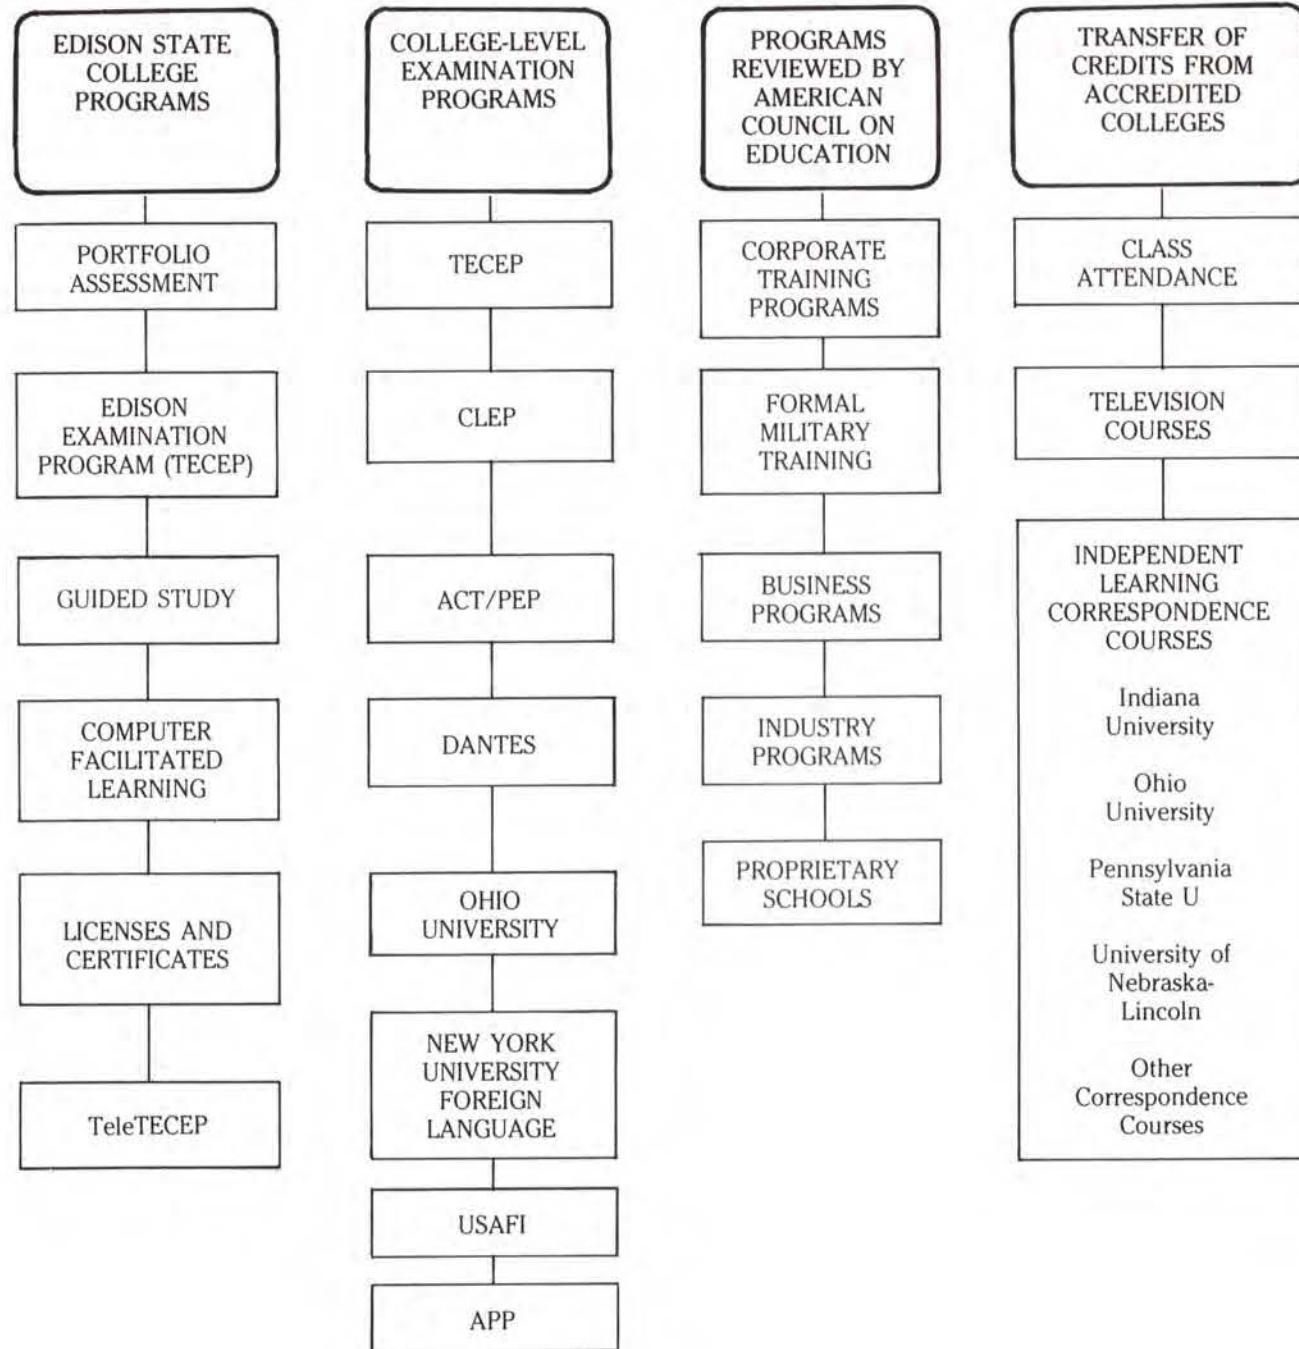 EDISON STATE
COLLEGE
PROGRAMS
PORTFOLIO
ASSESSMENT
EDISON
EXAMINATION
PROGRAM (TECEP)
GUIDED STUDY
COMPUTER
FACILITATED
LEARNING
LICENSES AND
CERTIFICATES
TeleTECEP
COLLEGE-LEVEL
EXAMINATION
PROGRAMS
TECEP
CLEP
ACT/PEP
DANTES
OHIO
UNIVERSITY
NEW YORK
UNIVERSITY
FOREIGN
LANGUAGE
USAFI
APP
PROGRAMS
REVIEWED BY
AMERICAN
COUNCIL ON
EDUCATION
CORPORATE
TRAINING
PROGRAMS
FORMAL
MILITARY
TRAINING
BUSINESS
PROGRAMS
INDUSTRY
PROGRAMS
PROPRIETARY
SCHOOLS
TRANSFER OF
CREDITS FROM
ACCREDITED
COLLEGES
CLASS
ATTENDANCE
TELEVISION
COURSES
INDEPENDENT
LEARNING
CORRESPONDENCE
COURSES
Indiana
University
Ohio
University
Pennsylvania
State U
University of
Nebraska-
Lincoln
Other
Correspondence
Courses